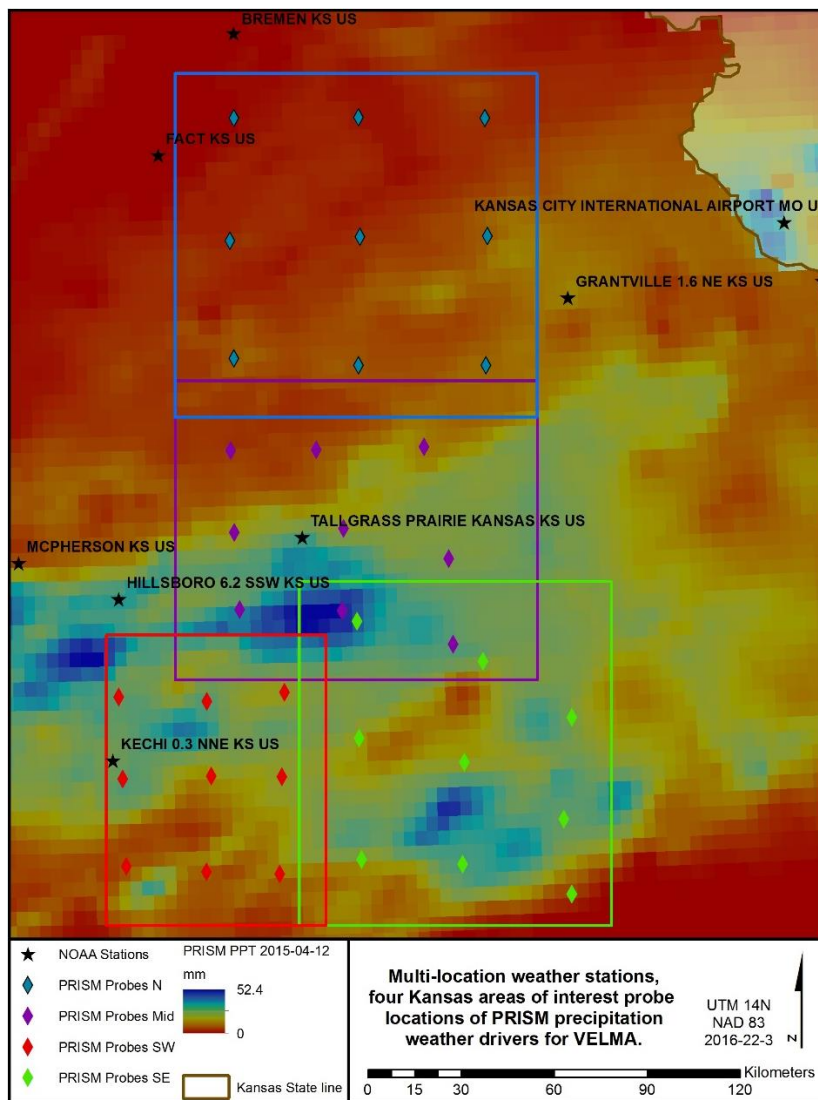 BREMEN KS US
FACT KS US
KANSAS CITY INTERNATIONAL AIRPORT MO U
GRANTVILLE 1.6 NE KS US
TALLGRASS PRAIRIE KANSAS KS US
MCPHERSON KS US
HILLSBORO 6.2 SSW KS US
KECHI 0.3 NNE KS US
NOAA Stations
PRISM Probes N
PRISM Probes Mid
PRISM Probes SW
PRISM Probes SE
PRISM PPT 2015-04-12
mm
52.4
0
Kansas State line
Multi-location weather stations,
four Kansas areas of interest probe
locations of PRISM precipitation
weather drivers for VELMA.
UTM 14N
NAD 83
2016-22-3
N
Kilometers
0 15 30 60 90 120